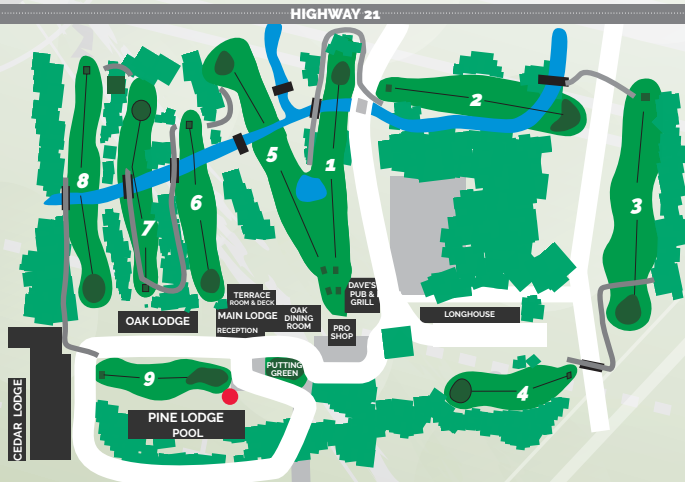 HIGHWAY 21
2
5
1
8
6
3
7
DAVE'S
PUB &
GRILL
TERRACE
ROOM & DECK
MAIN LODGE
RECEPTION
OAK
DINING
ROOM
OAK LODGE
PRO
SHOP
LONGHOUSE
PUTTING
GREEN
9
4
CEDAR LODGE
PINE LODGE
POOL